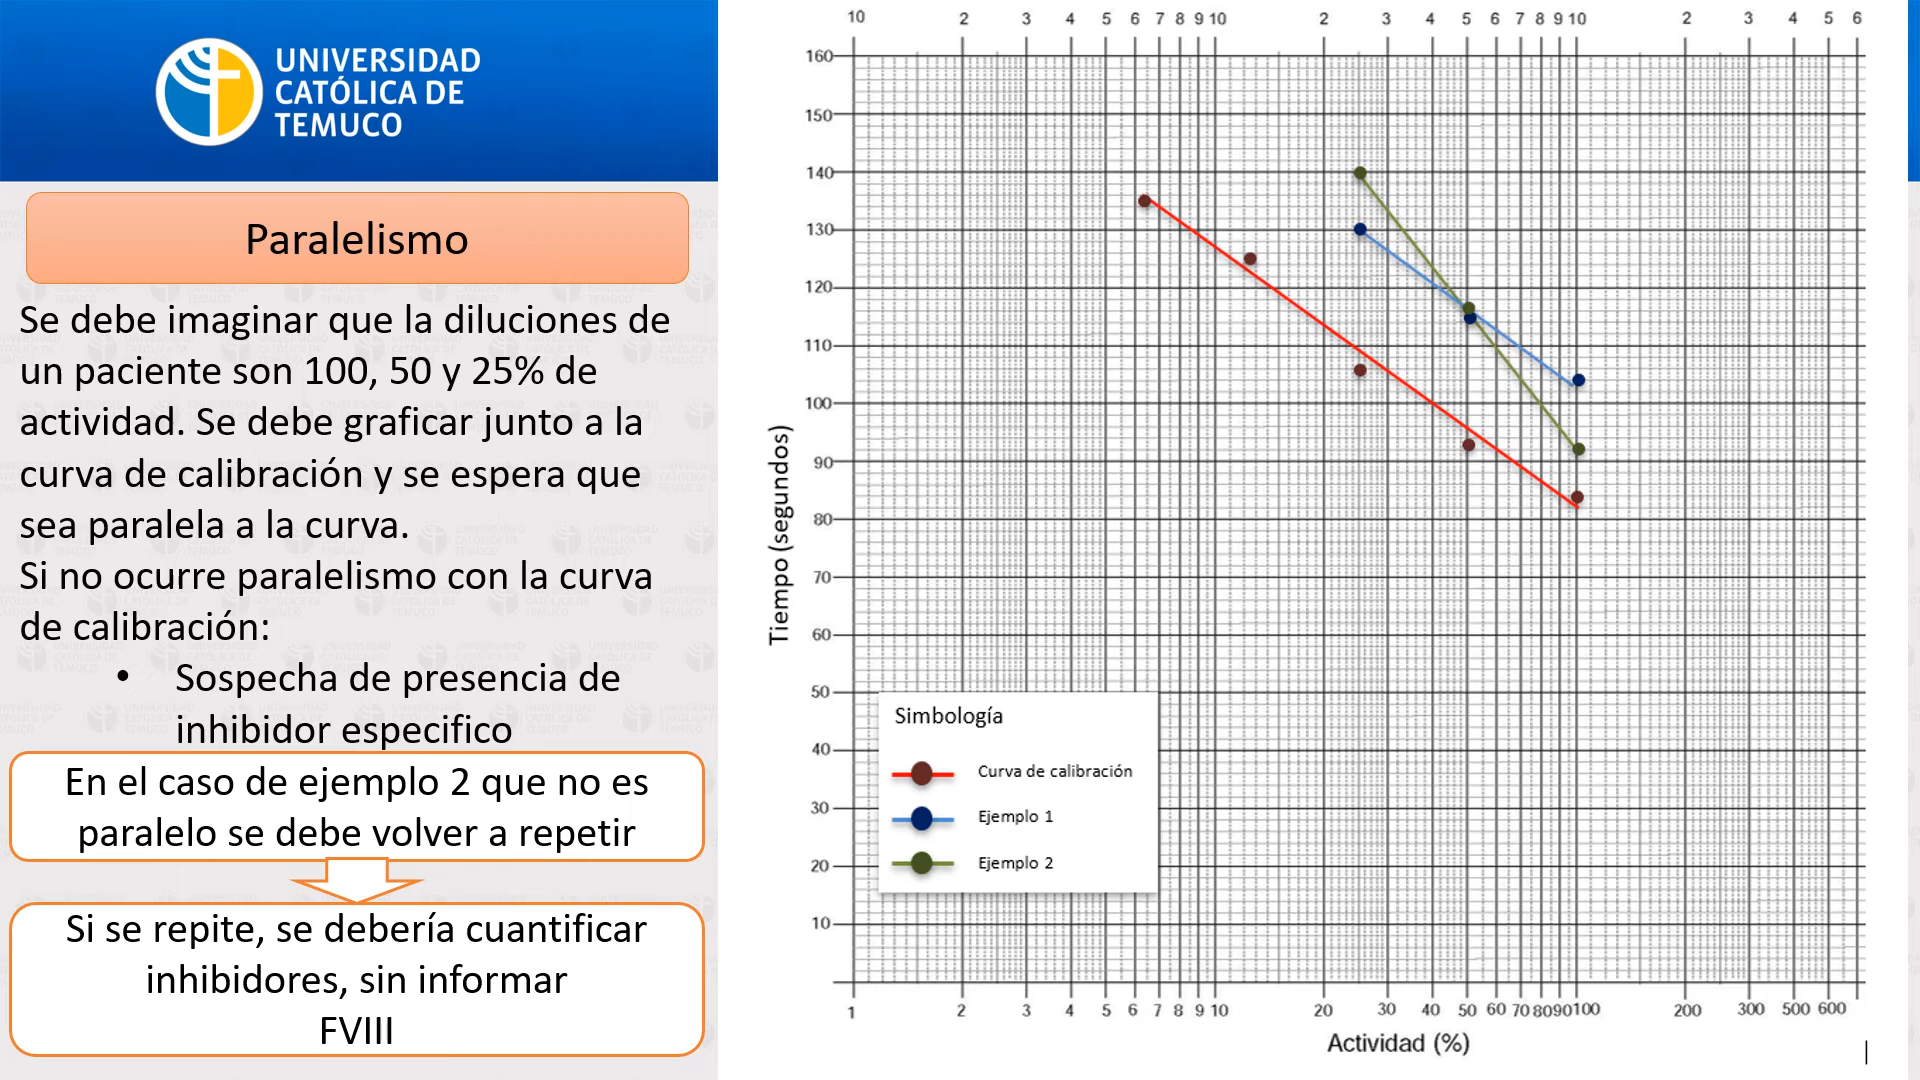 UNIVERSIDAD
CATÓLICA DE
TEMUCO
Paralelismo
Se debe imaginar que la diluciones de
un paciente son 100, 50 y 25% de
actividad. Se debe graficar junto a la
curva de calibración y se espera que
sea paralela a la curva.
Si no ocurre paralelismo con la curva
de calibración:
• Sospecha de presencia de
inhibidor especifico
En el caso de ejemplo 2 que no es
paralelo se debe volver a repetir
Si se repite, se debería cuantificar
inhibidores, sin informar
FVIII
10 2 3 4 5 6 7 8 9 10 2 3 4 5 6 7 8 9 10 2 3 4 5 6
160
150
140
130
120
110
100
90
80
70
60
50
40
30
20
10
Tiempo (segundos)
Simbología
Curva de calibración
Ejemplo 1
Ejemplo 2
1 2 3 4 5 6 7 8 9 10 20 30 40 50 60 70 80 90 100 200 300 500 600
Actividad (%)